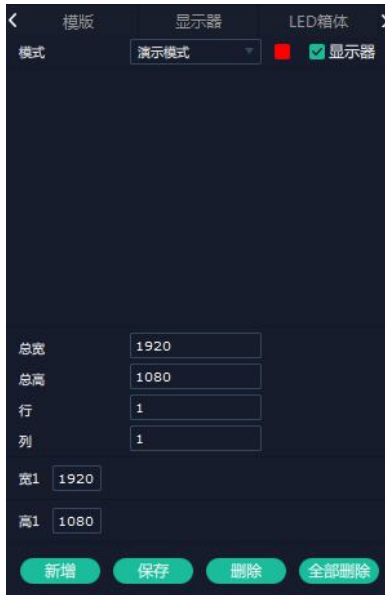 模版 显示器 LED箱体
模式 演示模式 显示器
总宽 1920
总高 1080
行 1
列 1
宽1 1920
高1 1080
新增 保存 删除 全部删除